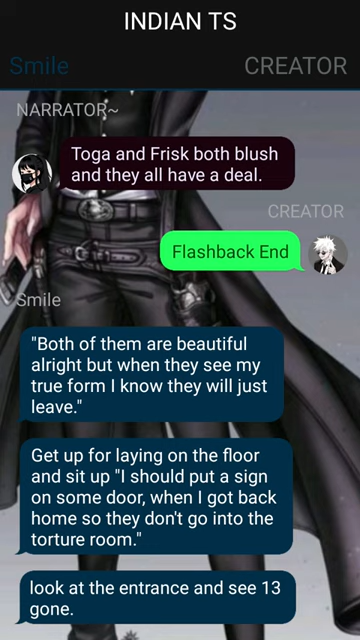 INDIAN TS
Smile
CREATOR
NARRATOR~
Toga and Frisk both blush
and they all have a deal.
CREATOR
Flashback End
Smile
"Both of them are beautiful
alright but when they see my
true form I know they will just
leave."
Get up for laying on the floor
and sit up "I should put a sign
on some door, when I got back
home so they don't go into the
torture room."
look at the entrance and see 13
gone.